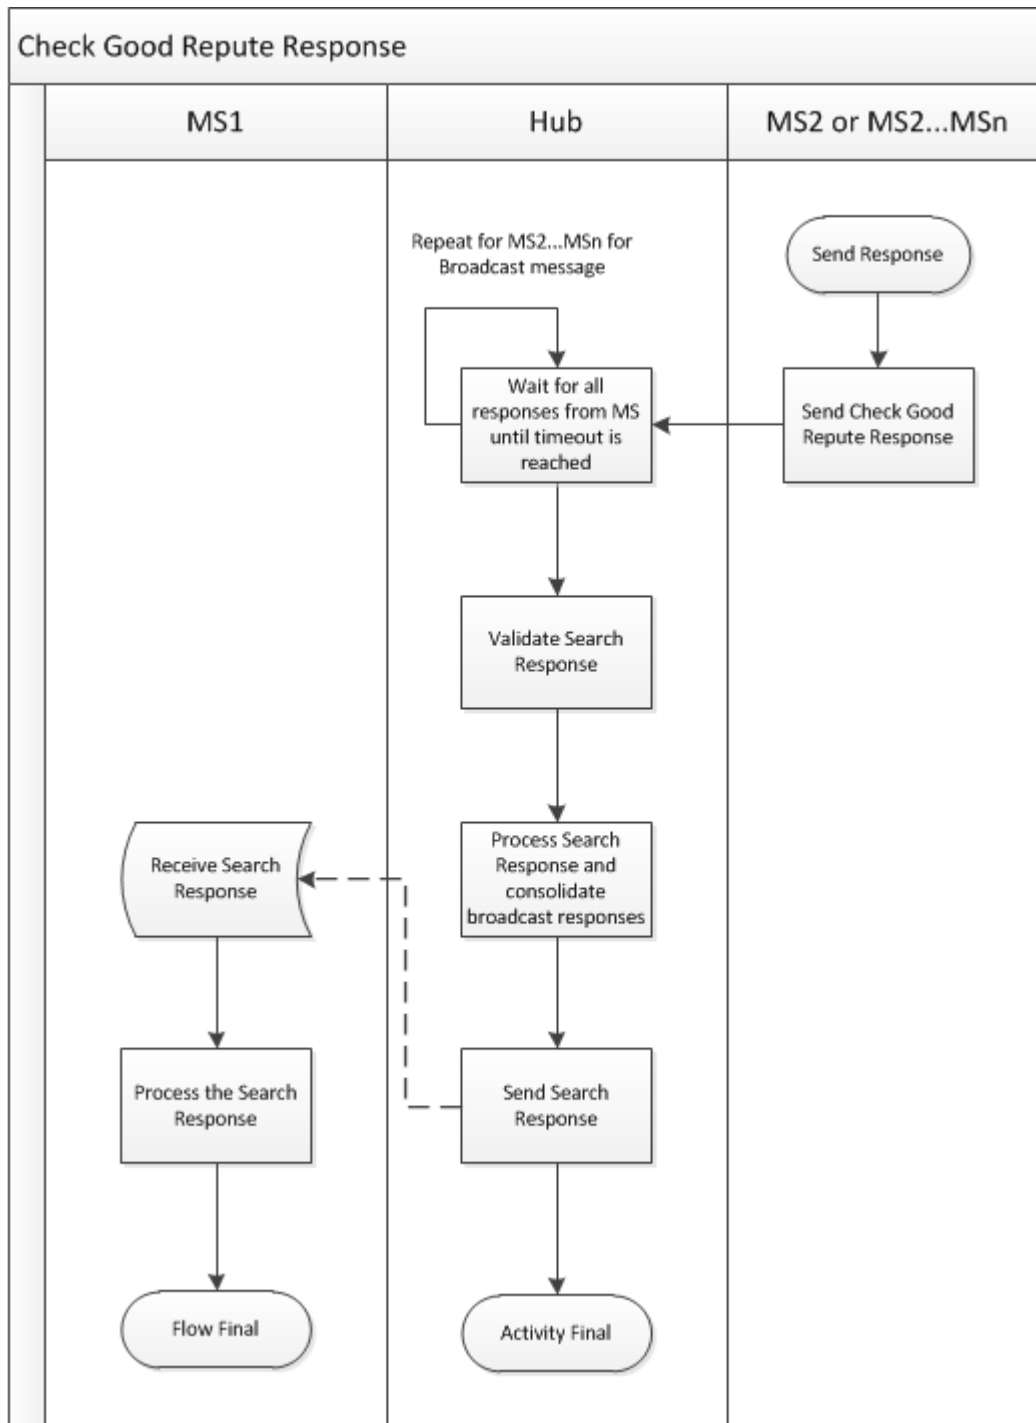 Check Good Repute Response
MS1
Hub
MS2 or MS2...MSn
Repeat for MS2...MSn for
Broadcast message
Send Response
Wait for all
responses from MS
until timeout is
reached
Send Check Good
Repute Response
Validate Search
Response
Receive Search
Response
Process Search
Response and
consolidate
broadcast responses
Process the Search
Response
Send Search
Response
Flow Final
Activity Final